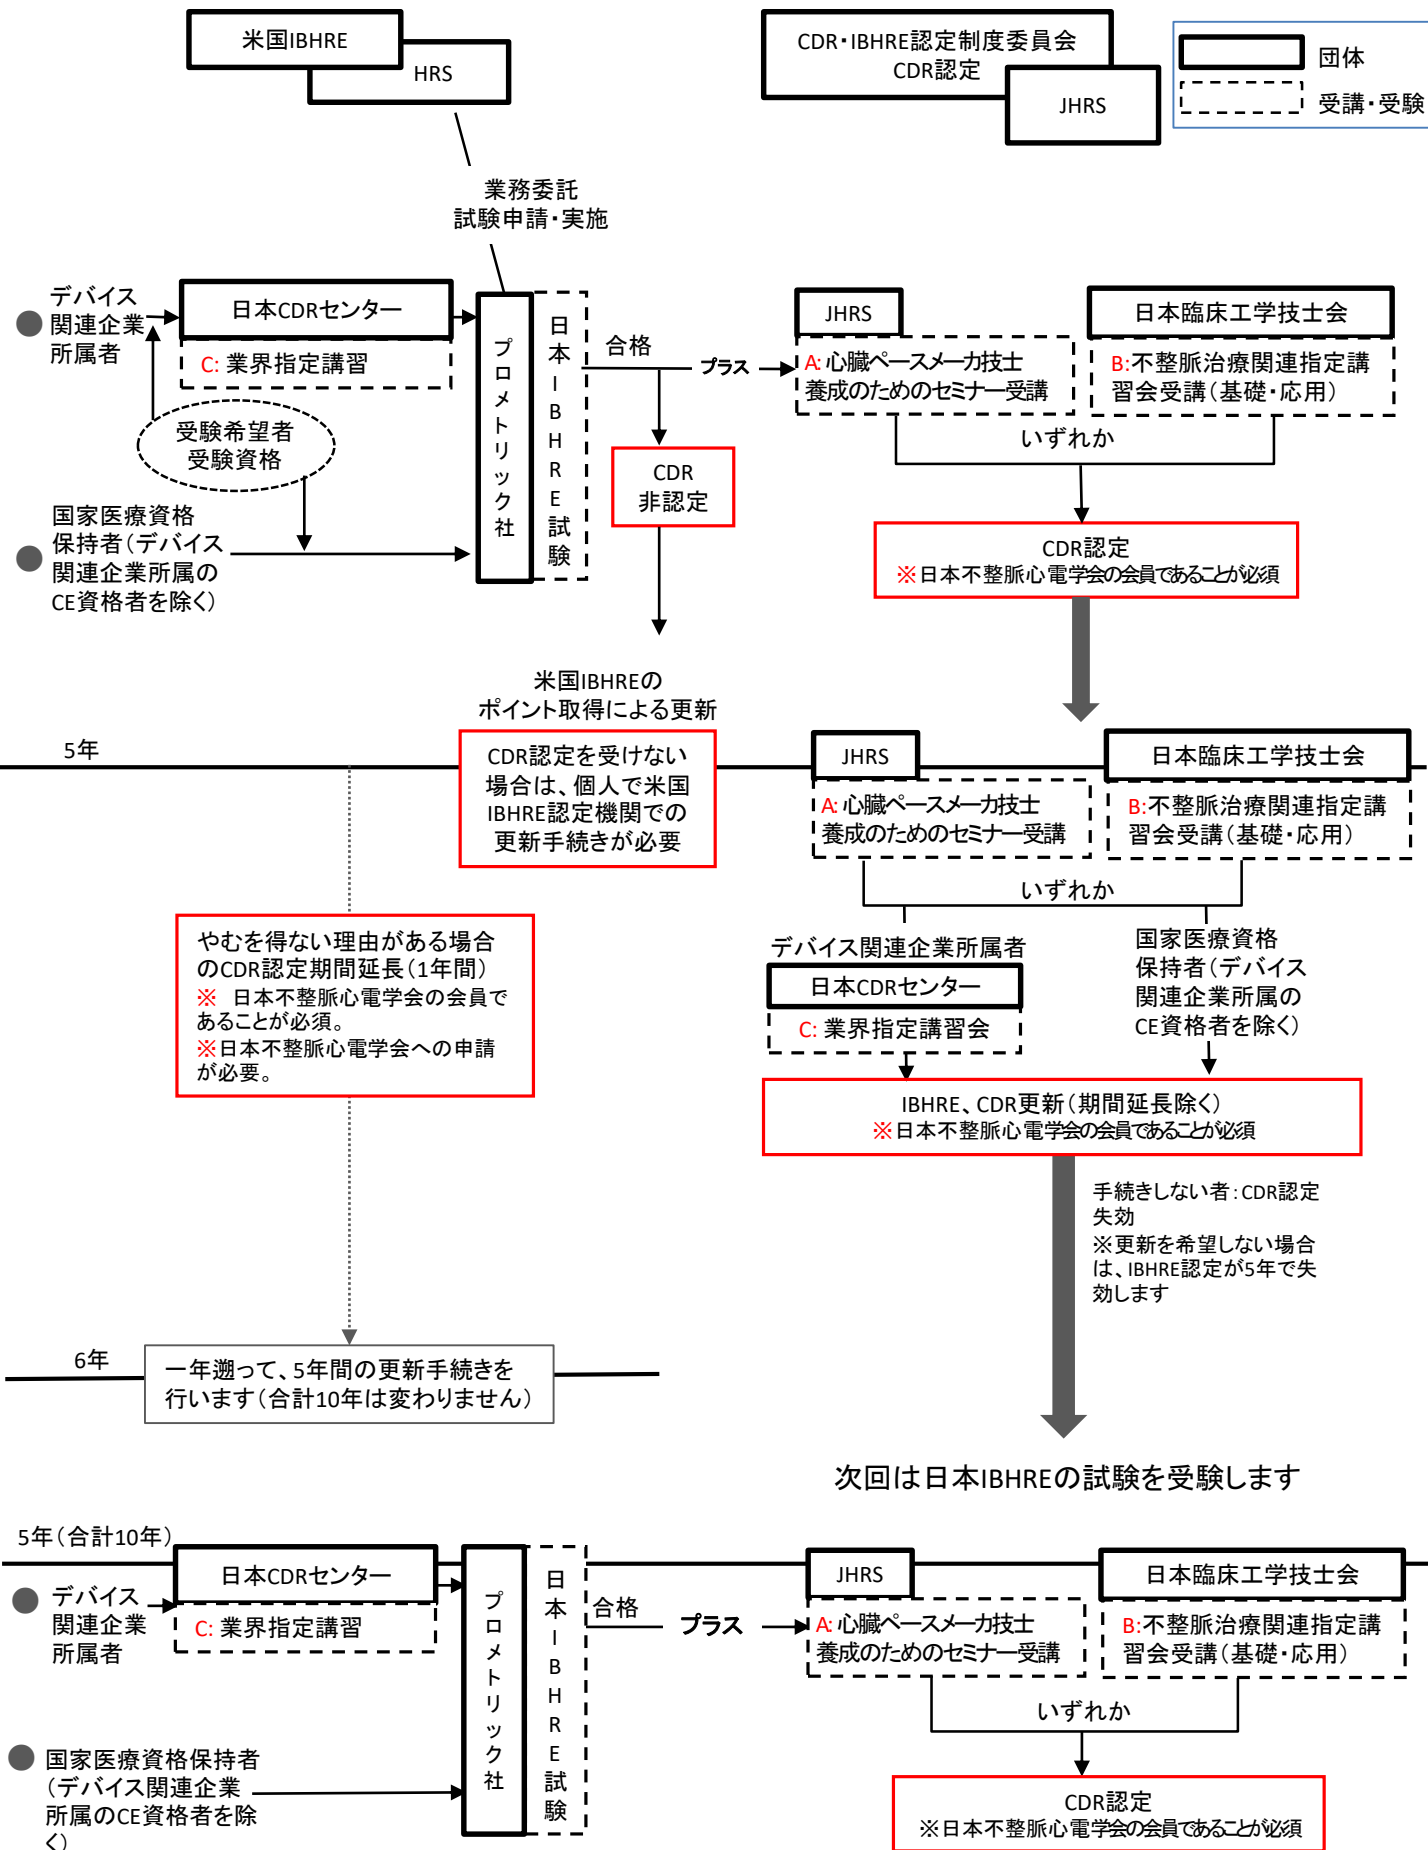 米国IBHRE
HRS
CDR・IBHRE認定制度委員会
CDR認定
JHRS
団体
受講・受験
業務委託
試験申請・実施
デバイス
関連企業
所属者
日本CDRセンター
C: 業界指定講習
受験希望者
受験資格
国家医療資格
保持者(デバイス
関連企業所属の
CE資格者を除く)
プロメトリック社
日本IBHRE試験
合格
プラス
CDR
非認定
JHRS
A: 心臓ペースメーカ技士
養成のためのセミナー受講
日本臨床工学技士会
B:不整脈治療関連指定講
習会受講(基礎・応用)
いずれか
CDR認定
※日本不整脈心電学会の会員であることが必須
米国IBHREの
ポイント取得による更新
5年
CDR認定を受けない
場合は、個人で米国
IBHRE認定機関での
更新手続きが必要
JHRS
A: 心臓ペースメーカ技士
養成のためのセミナー受講
日本臨床工学技士会
B:不整脈治療関連指定講
習会受講(基礎・応用)
いずれか
やむを得ない理由がある場合
のCDR認定期間延長(1年間)
※ 日本不整脈心電学会の会員で
あることが必須。
※日本不整脈心電学会への申請
が必要。
デバイス関連企業所属者
日本CDRセンター
C: 業界指定講習会
国家医療資格
保持者(デバイス
関連企業所属の
CE資格者を除く)
IBHRE、CDR更新(期間延長除く)
※日本不整脈心電学会の会員であることが必須
手続きしない者:CDR認定
失効
※更新を希望しない場合
は、IBHRE認定が5年で失
効します
6年
一年遡って、5年間の更新手続きを
行います(合計10年は変わりません)
次回は日本IBHREの試験を受験します
5年(合計10年)
デバイス
関連企業
所属者
日本CDRセンター
C: 業界指定講習
国家医療資格保持者
(デバイス関連企業
所属のCE資格者を除
く)
プロメトリック社
日本IBHRE試験
合格
プラス
JHRS
A: 心臓ペースメーカ技士
養成のためのセミナー受講
日本臨床工学技士会
B:不整脈治療関連指定講
習会受講(基礎・応用)
いずれか
CDR認定
※日本不整脈心電学会の会員であることが必須